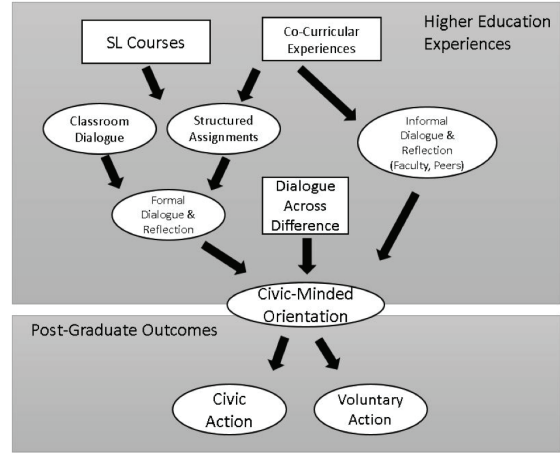 Higher Education
Experiences
SL Courses
Co-Curricular
Experiences
Classroom
Dialogue
Structured
Assignments
Informal
Dialogue &
Reflection
(Faculty, Peers)
Formal
Dialogue &
Reflection
Dialogue
Across
Difference
Civic-Minded
Orientation
Post-Graduate Outcomes
Civic
Action
Voluntary
Action